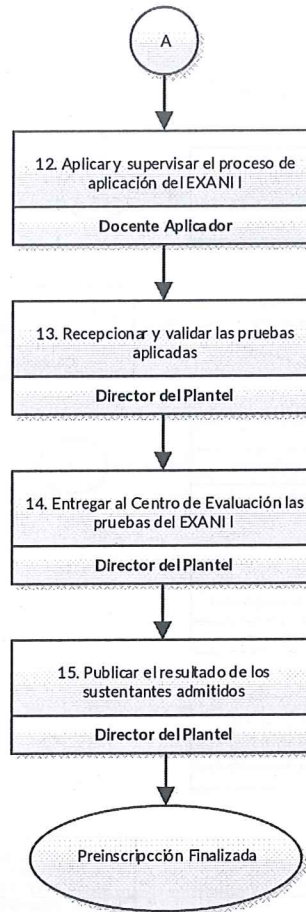 A
12. Aplicar y supervisar el proceso de
aplicación del EXANI I
Docente Aplicador
13. Recepcionar y validar las pruebas
aplicadas
Director del Plantel
14. Entregar al Centro de Evaluación las
pruebas del EXANI I
Director del Plantel
15. Publicar el resultado de los
sustentantes admitidos
Director del Plantel
Preinscripcción Finalizada